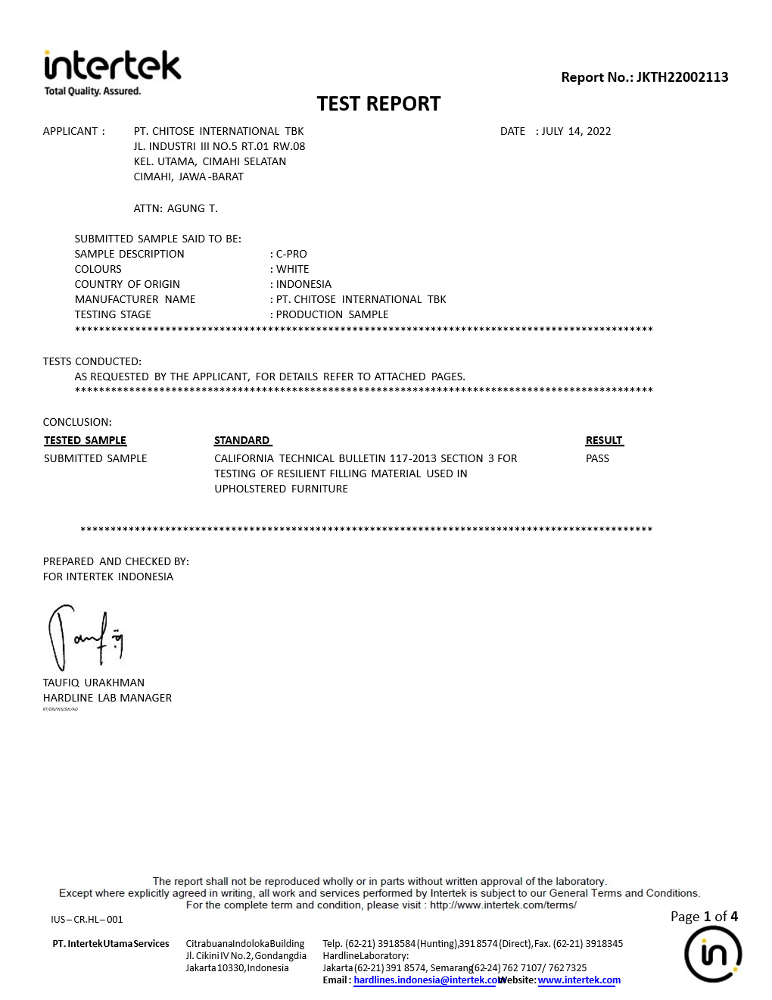 intertek
Total Quality. Assured.
Report No.: JKTH22002113
TEST REPORT
APPLICANT : PT. CHITOSE INTERNATIONAL TBK DATE : JULY 14, 2022
JL. INDUSTRI III NO.5 RT.01 RW.08
KEL. UTAMA, CIMAHI SELATAN
CIMAHI, JAWA-BARAT
ATTN: AGUNG T.
SUBMITTED SAMPLE SAID TO BE:
SAMPLE DESCRIPTION : C-PRO
COLOURS : WHITE
COUNTRY OF ORIGIN : INDONESIA
MANUFACTURER NAME : PT. CHITOSE INTERNATIONAL TBK
TESTING STAGE : PRODUCTION SAMPLE
****************************************************************************************************
TESTS CONDUCTED:
AS REQUESTED BY THE APPLICANT, FOR DETAILS REFER TO ATTACHED PAGES.
****************************************************************************************************
CONCLUSION:
TESTED SAMPLE STANDARD RESULT
SUBMITTED SAMPLE CALIFORNIA TECHNICAL BULLETIN 117-2013 SECTION 3 FOR PASS
TESTING OF RESILIENT FILLING MATERIAL USED IN
UPHOLSTERED FURNITURE
***************************************************************************************************
PREPARED AND CHECKED BY:
FOR INTERTEK INDONESIA
TAUFIQ URAKHMAN
HARDLINE LAB MANAGER
RT/DN/WS/SW/AD
The report shall not be reproduced wholly or in parts without written approval of the laboratory.
Except where explicitly agreed in writing, all work and services performed by Intertek is subject to our General Terms and Conditions.
For the complete term and condition, please visit : http://www.intertek.com/terms/
IUS – CR.HL – 001
Page 1 of 4
PT. Intertek Utama Services Citrabuana Indoloka Building Telp. (62-21) 3918584 (Hunting),391 8574 (Direct), Fax. (62-21) 3918345
Jl. Cikini IV No.2, Gondangdia Hardline Laboratory:
Jakarta 10330, Indonesia Jakarta (62-21) 391 8574, Semarang(62-24) 762 7107/ 762 7325
Email : hardlines.indonesia@intertek.com Website: www.intertek.com
in